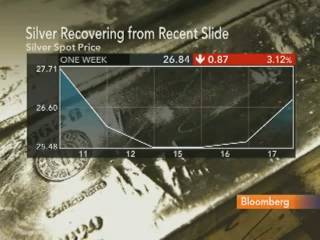 Silver Recovering from Recent Slide
Silver Spot Price
ONE WEEK 26.84 0.87 3.12%
27.71
26.60
25.48
11 12 15 16 17
Bloomberg